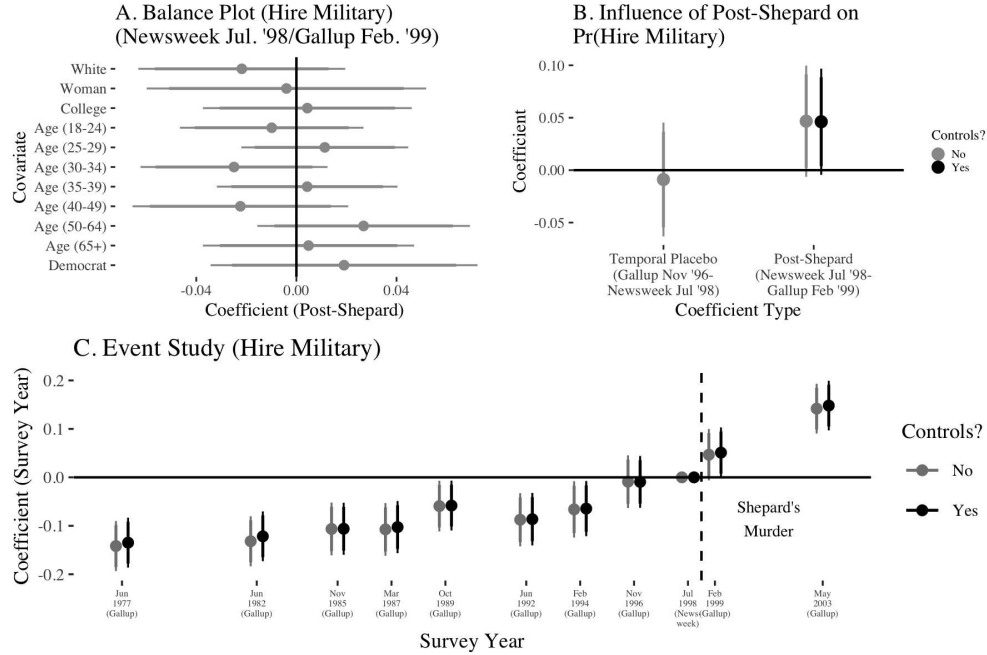 A. Balance Plot (Hire Military)
(Newsweek Jul. '98/Gallup Feb. '99)
Covariate
White
Woman
College
Age (18-24)
Age (25-29)
Age (30-34)
Age (35-39)
Age (40-49)
Age (50-64)
Age (65+)
Democrat
-0.04 0.00 0.04
Coefficient (Post-Shepard)
B. Influence of Post-Shepard on
Pr(Hire Military)
Coefficient
0.10
0.05
0.00
-0.05
Temporal Placebo
(Gallup Nov '96-
Newsweek Jul '98)
Post-Shepard
(Newsweek Jul '98-
Gallup Feb '99)
Coefficient Type
Controls?
No
Yes
C. Event Study (Hire Military)
Coefficient (Survey Year)
0.2
0.1
0.0
-0.1
-0.2
Shepard's
Murder
Jun
1977
(Gallup)
Jun
1982
(Gallup)
Nov
1985
(Gallup)
Mar
1987
(Gallup)
Oct
1989
(Gallup)
Jun
1992
(Gallup)
Feb
1994
(Gallup)
Nov
1996
(Gallup)
Jul
1998
(News
week)
Feb
1999
(Gallup)
May
2003
(Gallup)
Survey Year
Controls?
No
Yes